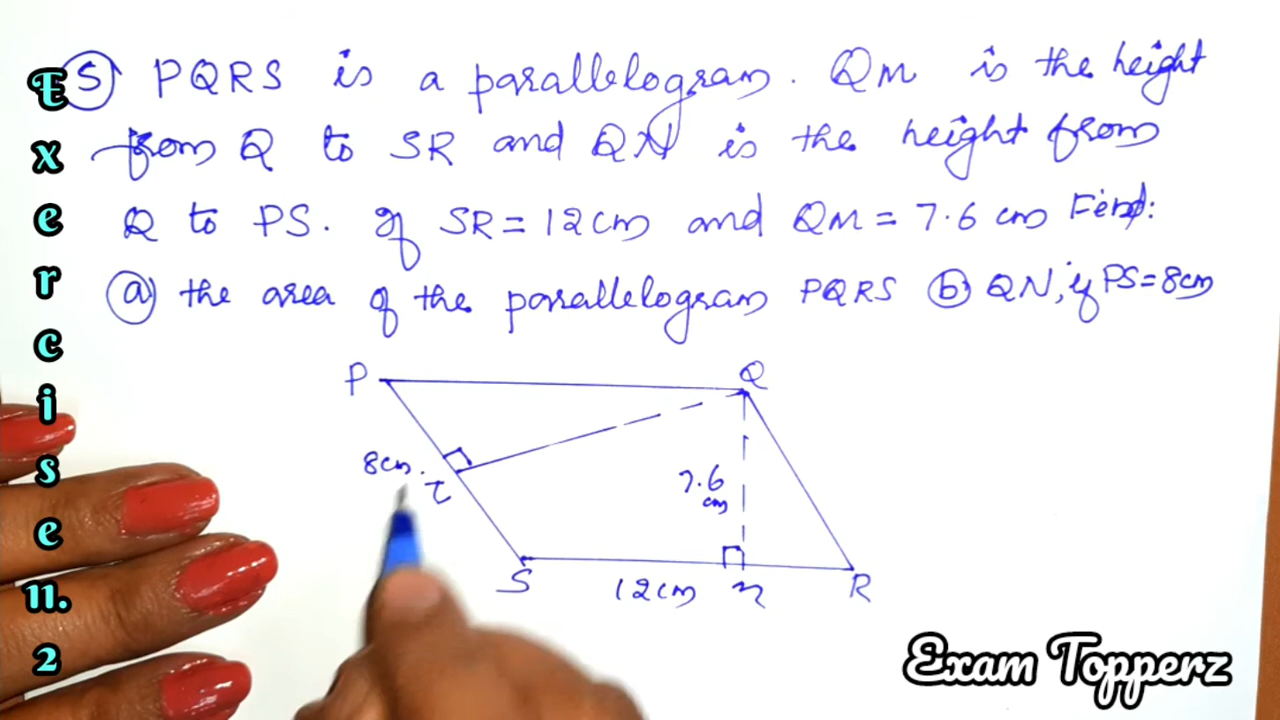 Exercise 11.2
5 PQRS is a parallelogram. QM is the height
from Q to SR and QN is the height from
Q to PS. If SR = 12cm and QM = 7.6 cm Find:
a) the area of the parallelogram PQRS b) QN, if PS = 8cm
P
Q
8cm.
7.6
cm
S
12cm
R
Exam Topperz